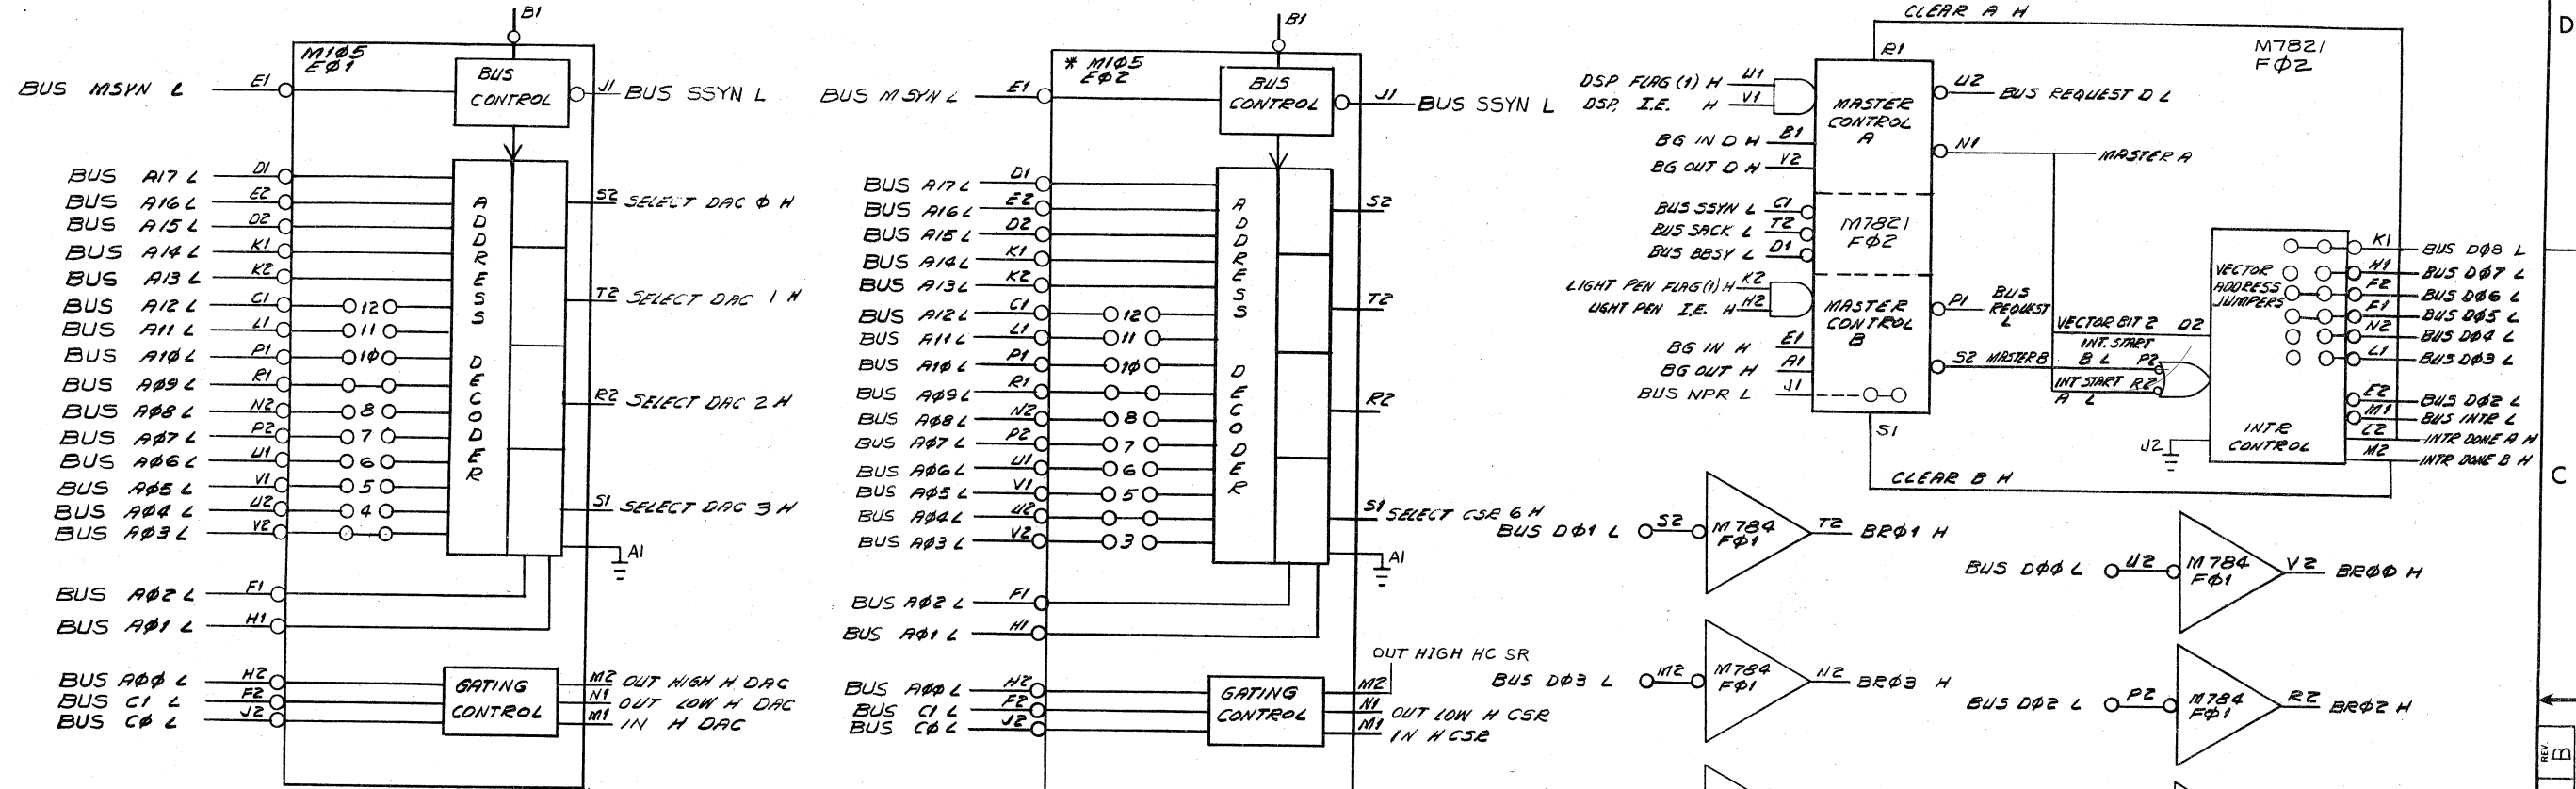 B1
M1Ø5
EØ1
BUS MSYN L E1
BUS
CONTROL
J1 BUS SSYN L
BUS A17 L D1
BUS A16 L E2
BUS A15 L D2
BUS A14 L K1
BUS A13 L K2
BUS A12 L C1 12
BUS A11 L L1 11
BUS A1Ø L P1 1Ø
BUS AØ9 L R1
BUS AØ8 L N2 8
BUS AØ7 L P2 7
BUS AØ6 L U1 6
BUS AØ5 L V1 5
BUS AØ4 L U2 4
BUS AØ3 L V2
ADDRESS DECODER
S2 SELECT DAC Ø H
T2 SELECT DAC 1 H
R2 SELECT DAC 2 H
S1 SELECT DAC 3 H
A1
BUS AØ2 L F1
BUS AØ1 L H1
BUS AØØ L H2
BUS C1 L F2
BUS CØ L J2
GATING
CONTROL
M2 OUT HIGH H DAC
N1 OUT LOW H DAC
M1 IN H DAC
B1
* M1Ø5
EØ2
BUS MSYN L E1
BUS
CONTROL
J1 BUS SSYN L
BUS A17 L D1
BUS A16 L E2
BUS A15 L D2
BUS A14 L K1
BUS A13 L K2
BUS A12 L C1 12
BUS A11 L L1 11
BUS A1Ø L P1 1Ø
BUS AØ9 L R1
BUS AØ8 L N2 8
BUS AØ7 L P2 7
BUS AØ6 L U1 6
BUS AØ5 L V1 5
BUS AØ4 L U2
BUS AØ3 L V2 3
ADDRESS DECODER
S2
T2
R2
S1 SELECT CSR 6 H
A1
BUS AØ2 L F1
BUS AØ1 L H1
BUS AØØ L H2
BUS C1 L F2
BUS CØ L J2
GATING
CONTROL
OUT HIGH HC SR
M2
N1 OUT LOW H CSR
M1 IN H CSR
CLEAR A H
R1
M7821
FØ2
DSP FLAG (1) H U1
DSP. I.E. H V1
BG IN D H B1
BG OUT D H V2
MASTER
CONTROL
A
U2 BUS REQUEST D L
N1 MASTER A
BUS SSYN L C1
BUS SACK L T2
BUS BBSY L D1
M7821
FØ2
LIGHT PEN FLAG (1) H K2
LIGHT PEN I.E. H H2
MASTER
CONTROL
B
P1 BUS
REQUEST
L
BG IN H E1
BG OUT H A1
BUS NPR L J1
S2 MASTER B
S1
CLEAR B H
VECTOR BIT 2 D2
INT. START
B L P2
INT START R2
A L
VECTOR
ADDRESS
JUMPERS
K1 BUS DØ8 L
H1 BUS DØ7 L
F2 BUS DØ6 L
F1 BUS DØ5 L
N2 BUS DØ4 L
L1 BUS DØ3 L
E2 BUS DØ2 L
M1 BUS INTR L
L2 INTR DONE A H
M2 INTR DONE B H
INTR
CONTROL
J2
BUS DØ1 L S2 M784
FØ1 T2 BRØ1 H
BUS DØØ L U2 M784
FØ1 V2 BRØØ H
BUS DØ3 L M2 M784
FØ1 N2 BRØ3 H
BUS DØ2 L P2 M784
FØ1 R2 BRØ2 H
D
C
REV.
B